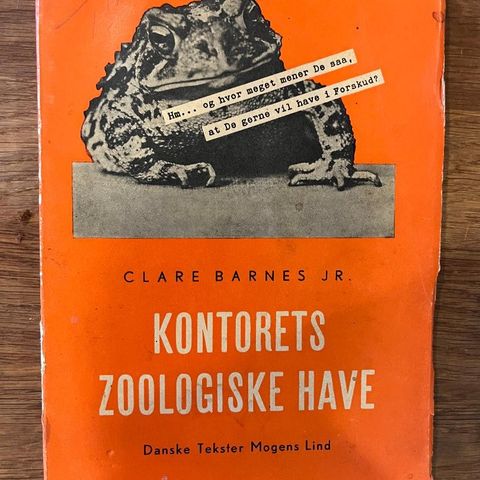 Hm... og hvor meget mener De saa,
at De gerne vil have i Forskud?
CLARE BARNES JR.
KONTORETS
ZOOLOGISKE HAVE
Danske Tekster Mogens Lind